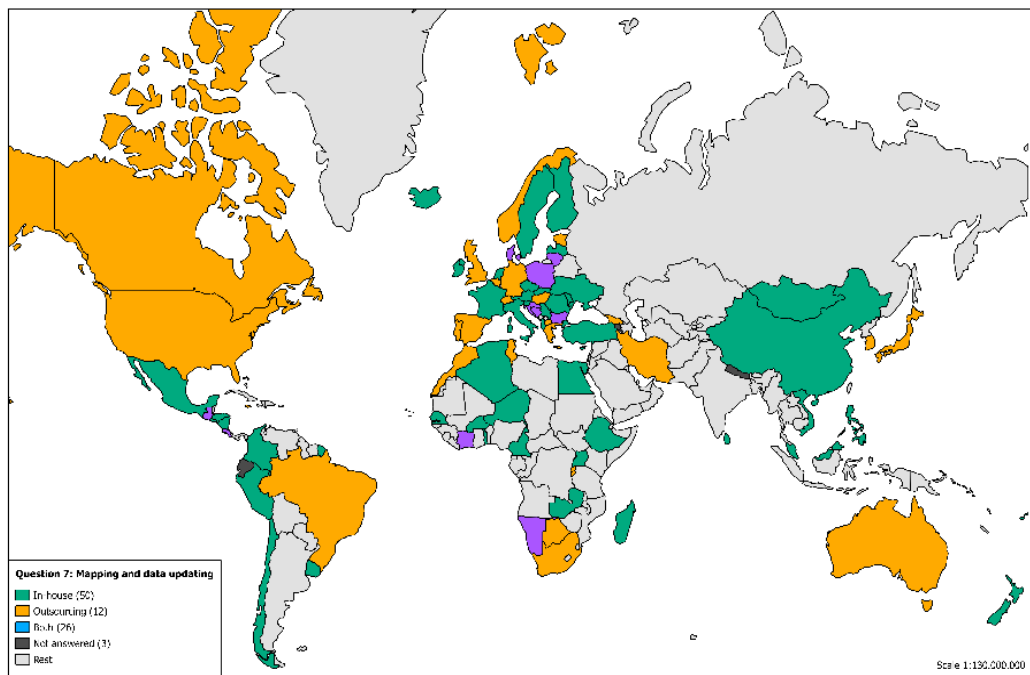 Question 7: Mapping and data updating
In-house (50)
Outscurcing (12)
Both (26)
Not answered (3)
Rest
Scale 1:130.000.000